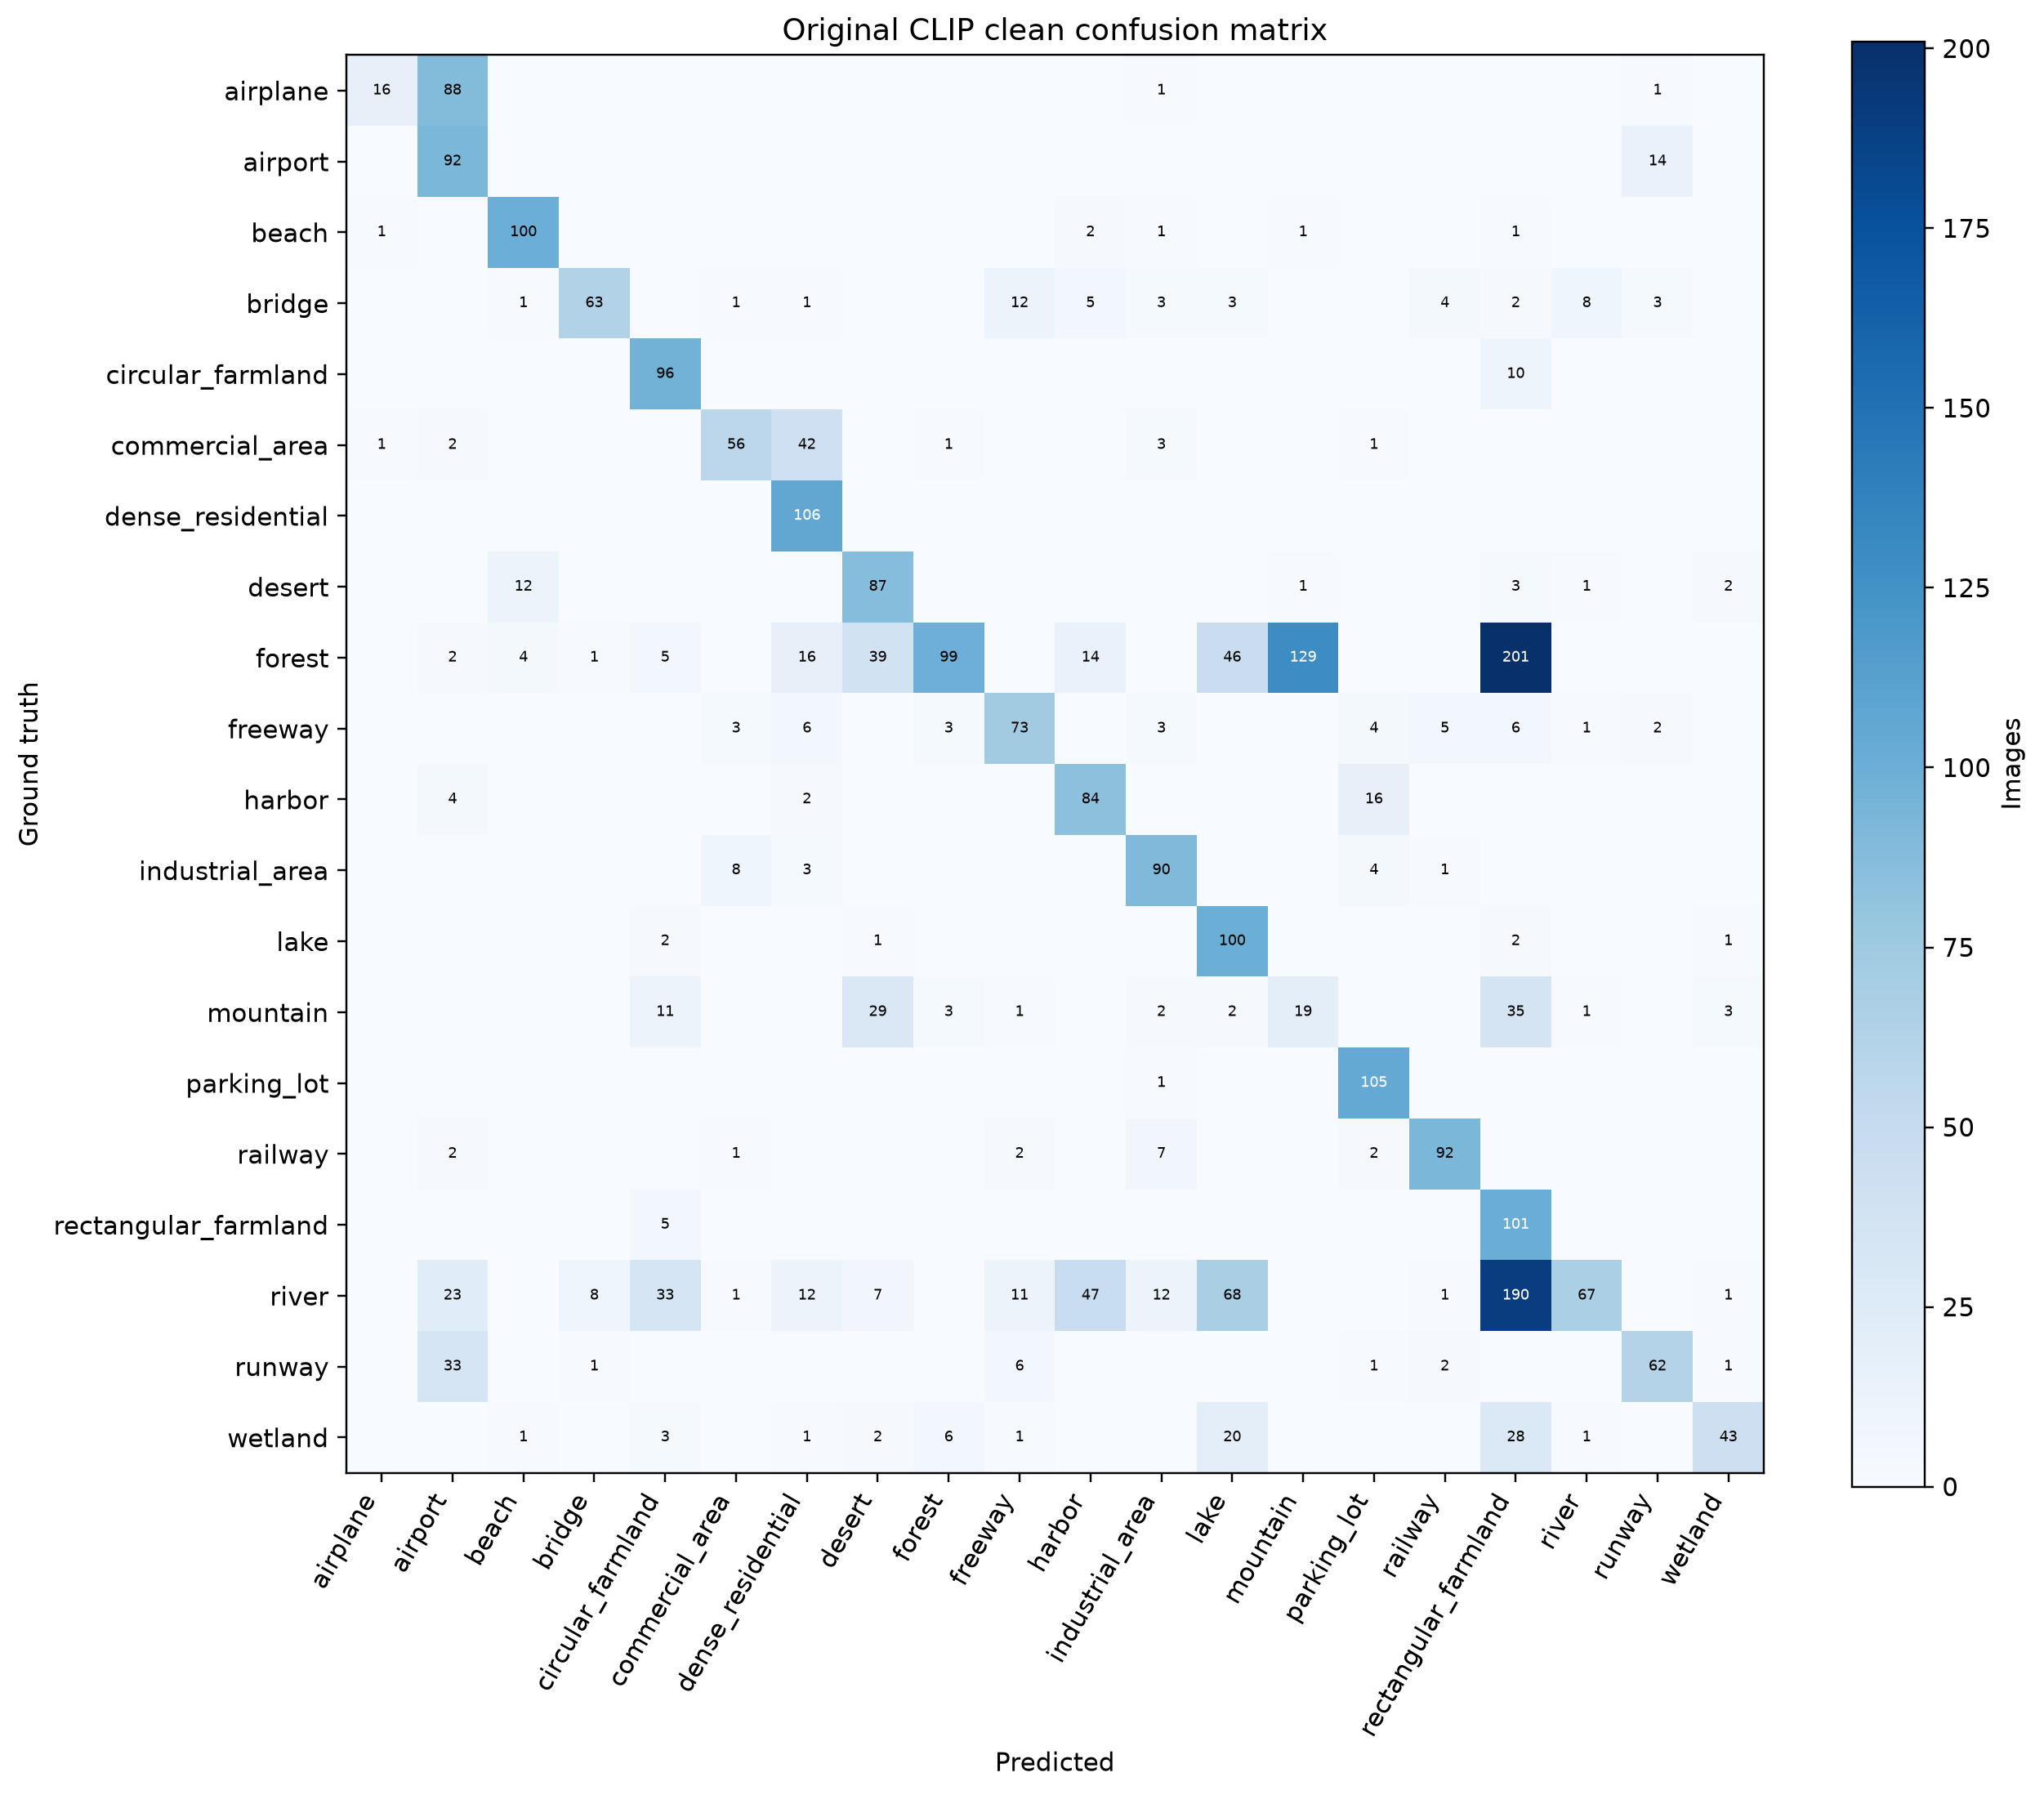 Original CLIP clean confusion matrix
Ground truth
airplane 16 88 1 1
airport 92 14
beach 1 100 2 1 1 1
bridge 1 63 1 1 12 5 3 3 4 2 8 3
circular_farmland 96 10
commercial_area 1 2 56 42 1 3 1
dense_residential 106
desert 12 87 1 3 1 2
forest 2 4 1 5 16 39 99 14 46 129 201
freeway 3 6 3 73 3 4 5 6 1 2
harbor 4 2 84 16
industrial_area 8 3 90 4 1
lake 2 1 100 2 1
mountain 11 29 3 1 2 2 19 35 1 3
parking_lot 1 105
railway 2 1 2 7 2 92
rectangular_farmland 5 101
river 23 8 33 1 12 7 11 47 12 68 1 190 67 1
runway 33 1 6 1 2 62 1
wetland 1 3 1 2 6 1 20 28 1 43
airplane
airport
beach
bridge
circular_farmland
commercial_area
dense_residential
desert
forest
freeway
harbor
industrial_area
lake
mountain
parking_lot
railway
rectangular_farmland
river
runway
wetland
Predicted
200
175
150
125
100
75
50
25
0
Images